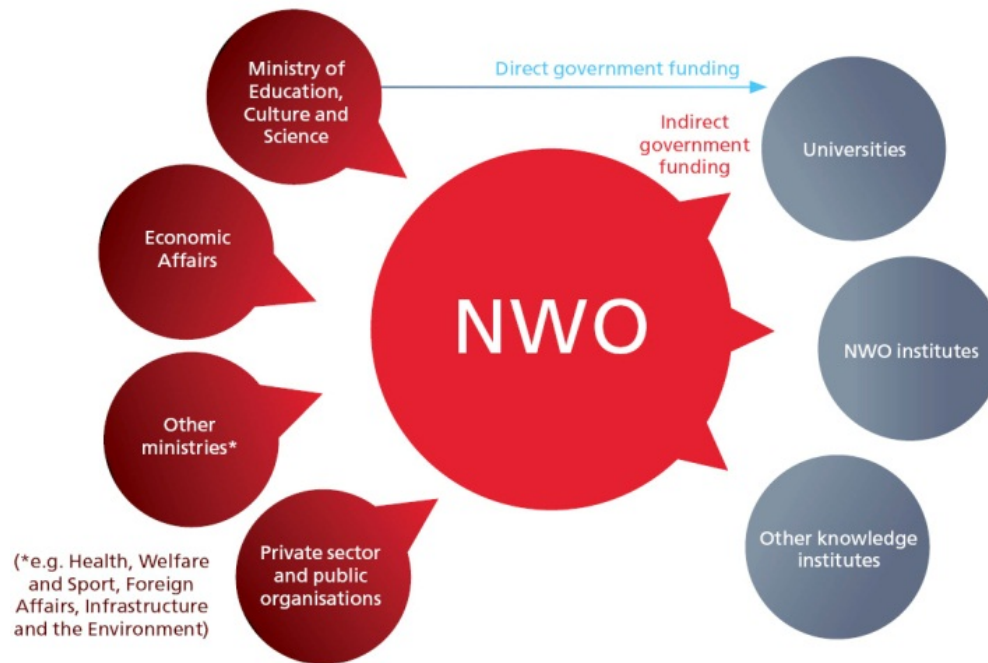 Ministry of
Education,
Culture and
Science
Direct government funding
Indirect
government
funding
Universities
Economic
Affairs
NWO
NWO institutes
Other
ministries*
Private sector
and public
organisations
Other knowledge
institutes
(*e.g. Health, Welfare
and Sport, Foreign
Affairs, Infrastructure
and the Environment)